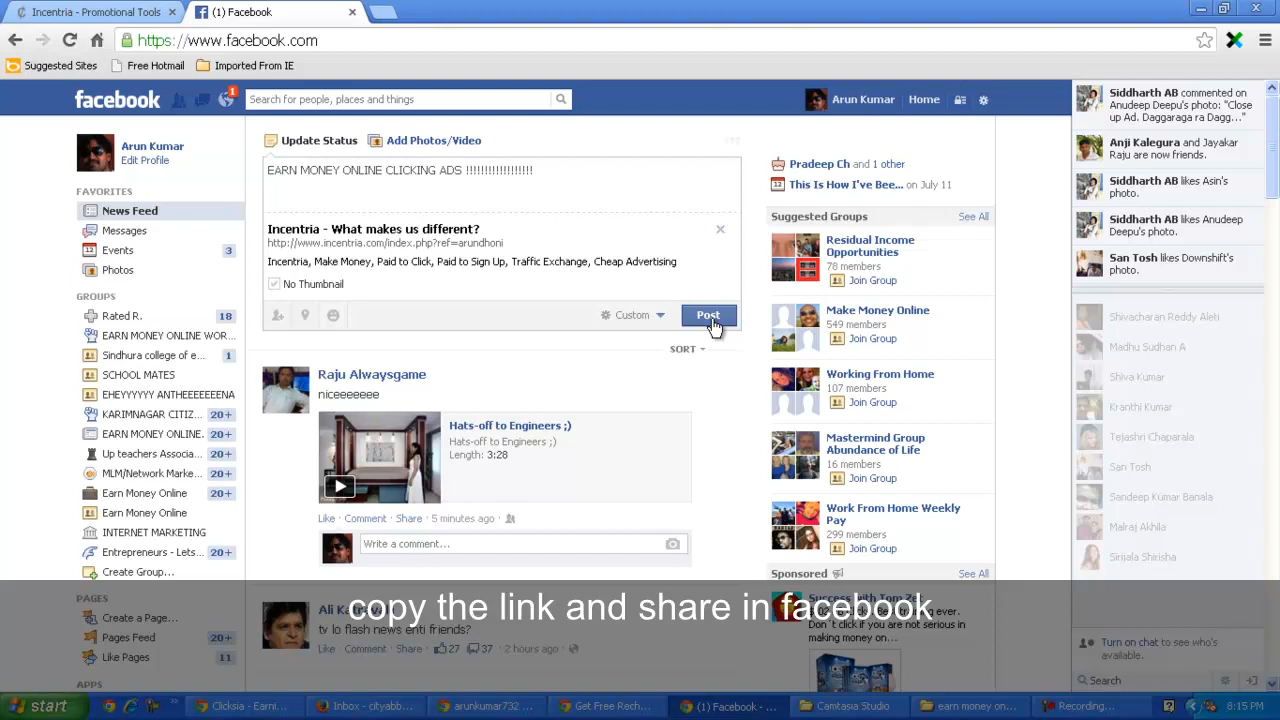 Incentria - Promotional Tools
(1) Facebook
https://www.facebook.com
Suggested Sites
Free Hotmail
Imported From IE
facebook
1
Search for people, places and things
Arun Kumar
Home
Arun Kumar
Edit Profile
FAVORITES
News Feed
Messages
Events 3
Photos
GROUPS
Rated R. 18
EARN MONEY ONLINE WOR...
Sindhura college of e... 1
SCHOOL MATES
EHEYYYYYY ANTHEEEEEEENA
KARIMNAGAR CITIZ... 20+
EARN MONEY ONLINE. 20+
Up teachers Associa... 20+
MLM/Network Marke... 20+
Earn Money Online 20+
Earn Money Online
INTERNET MARKETING
Entrepreneurs - Lets... 20+
Create Group...
PAGES
Create a Page...
Pages Feed 20+
Like Pages 11
APPS
Update Status
Add Photos/Video
EARN MONEY ONLINE CLICKING ADS !!!!!!!!!!!!!!!!!!
Incentria - What makes us different?
http://www.incentria.com/index.php?ref=arundhoni
Incentria, Make Money, Paid to Click, Paid to Sign Up, Traffic Exchange, Cheap Advertising
No Thumbnail
Custom
Post
SORT
Raju Alwaysgame
niceeeeeee
Hats-off to Engineers ;)
Hats-off to Engineers ;)
Length: 3:28
Like · Comment · Share · 5 minutes ago ·
Write a comment...
tv lo flash news enti friends?
Like · Comment · Share · 27 37 · 2 hours ago ·
Pradeep Ch and 1 other
12 This Is How I've Bee... on July 11
Suggested Groups See All
Residual Income
Opportunities
78 members
Join Group
Make Money Online
549 members
Join Group
Working From Home
107 members
Join Group
Mastermind Group
Abundance of Life
16 members
Join Group
Work From Home Weekly
Pay
299 members
Join Group
Sponsored See All
Success with Tom Zet
Don`t click if you are not serious in
making money on...
Siddharth AB commented on
Anudeep Deepu's photo: "Close
up Ad. Daggaraga ra Dagg..."
Anji Kalegura and Jayakar
Raju are now friends.
Siddharth AB likes Asin's
photo.
Siddharth AB likes Anudeep
Deepu's photo.
San Tosh likes Downshift's
photo.
Shivacharan Reddy Aleti
Madhu Sudhan A
Shiva Kumar
Kranthi Kumar
Tejashri Chaparala
San Tosh
Sandeep Kumar Banala
Malraj Akhila
Sirijala Shirisha
Turn on chat to see who's
available.
Search
copy the link and share in facebook
start
Clicksia - Earni...
Inbox - cityabb...
arunkumar732 ...
Get Free Rech...
(1) Facebook - ...
Camtasia Studio
earn money on...
Recording...
8:15 PM